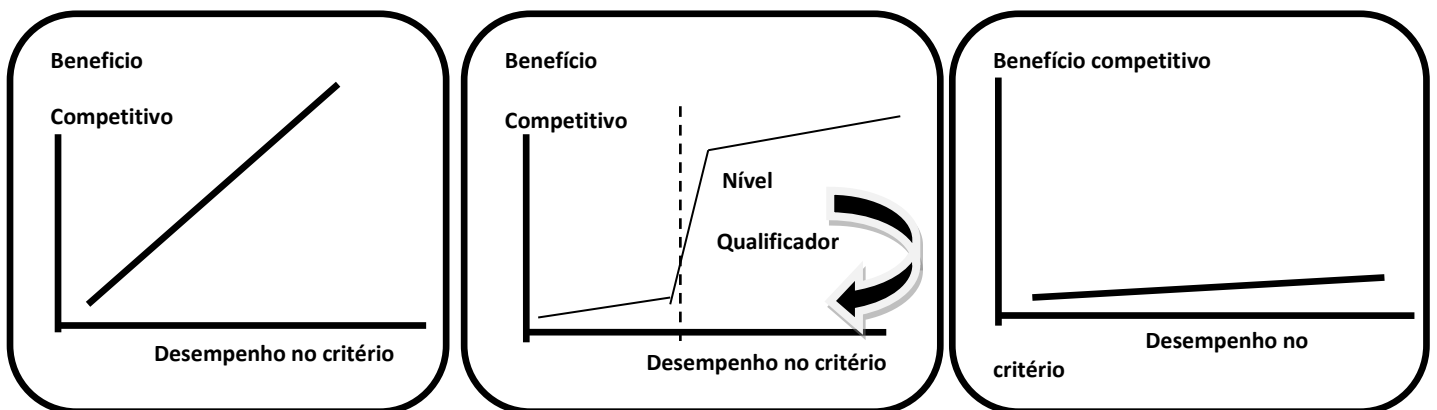 Beneficio
Competitivo
Desempenho no critério
Benefício
Competitivo
Nível
Qualificador
Desempenho no critério
Benefício competitivo
Desempenho no
critério